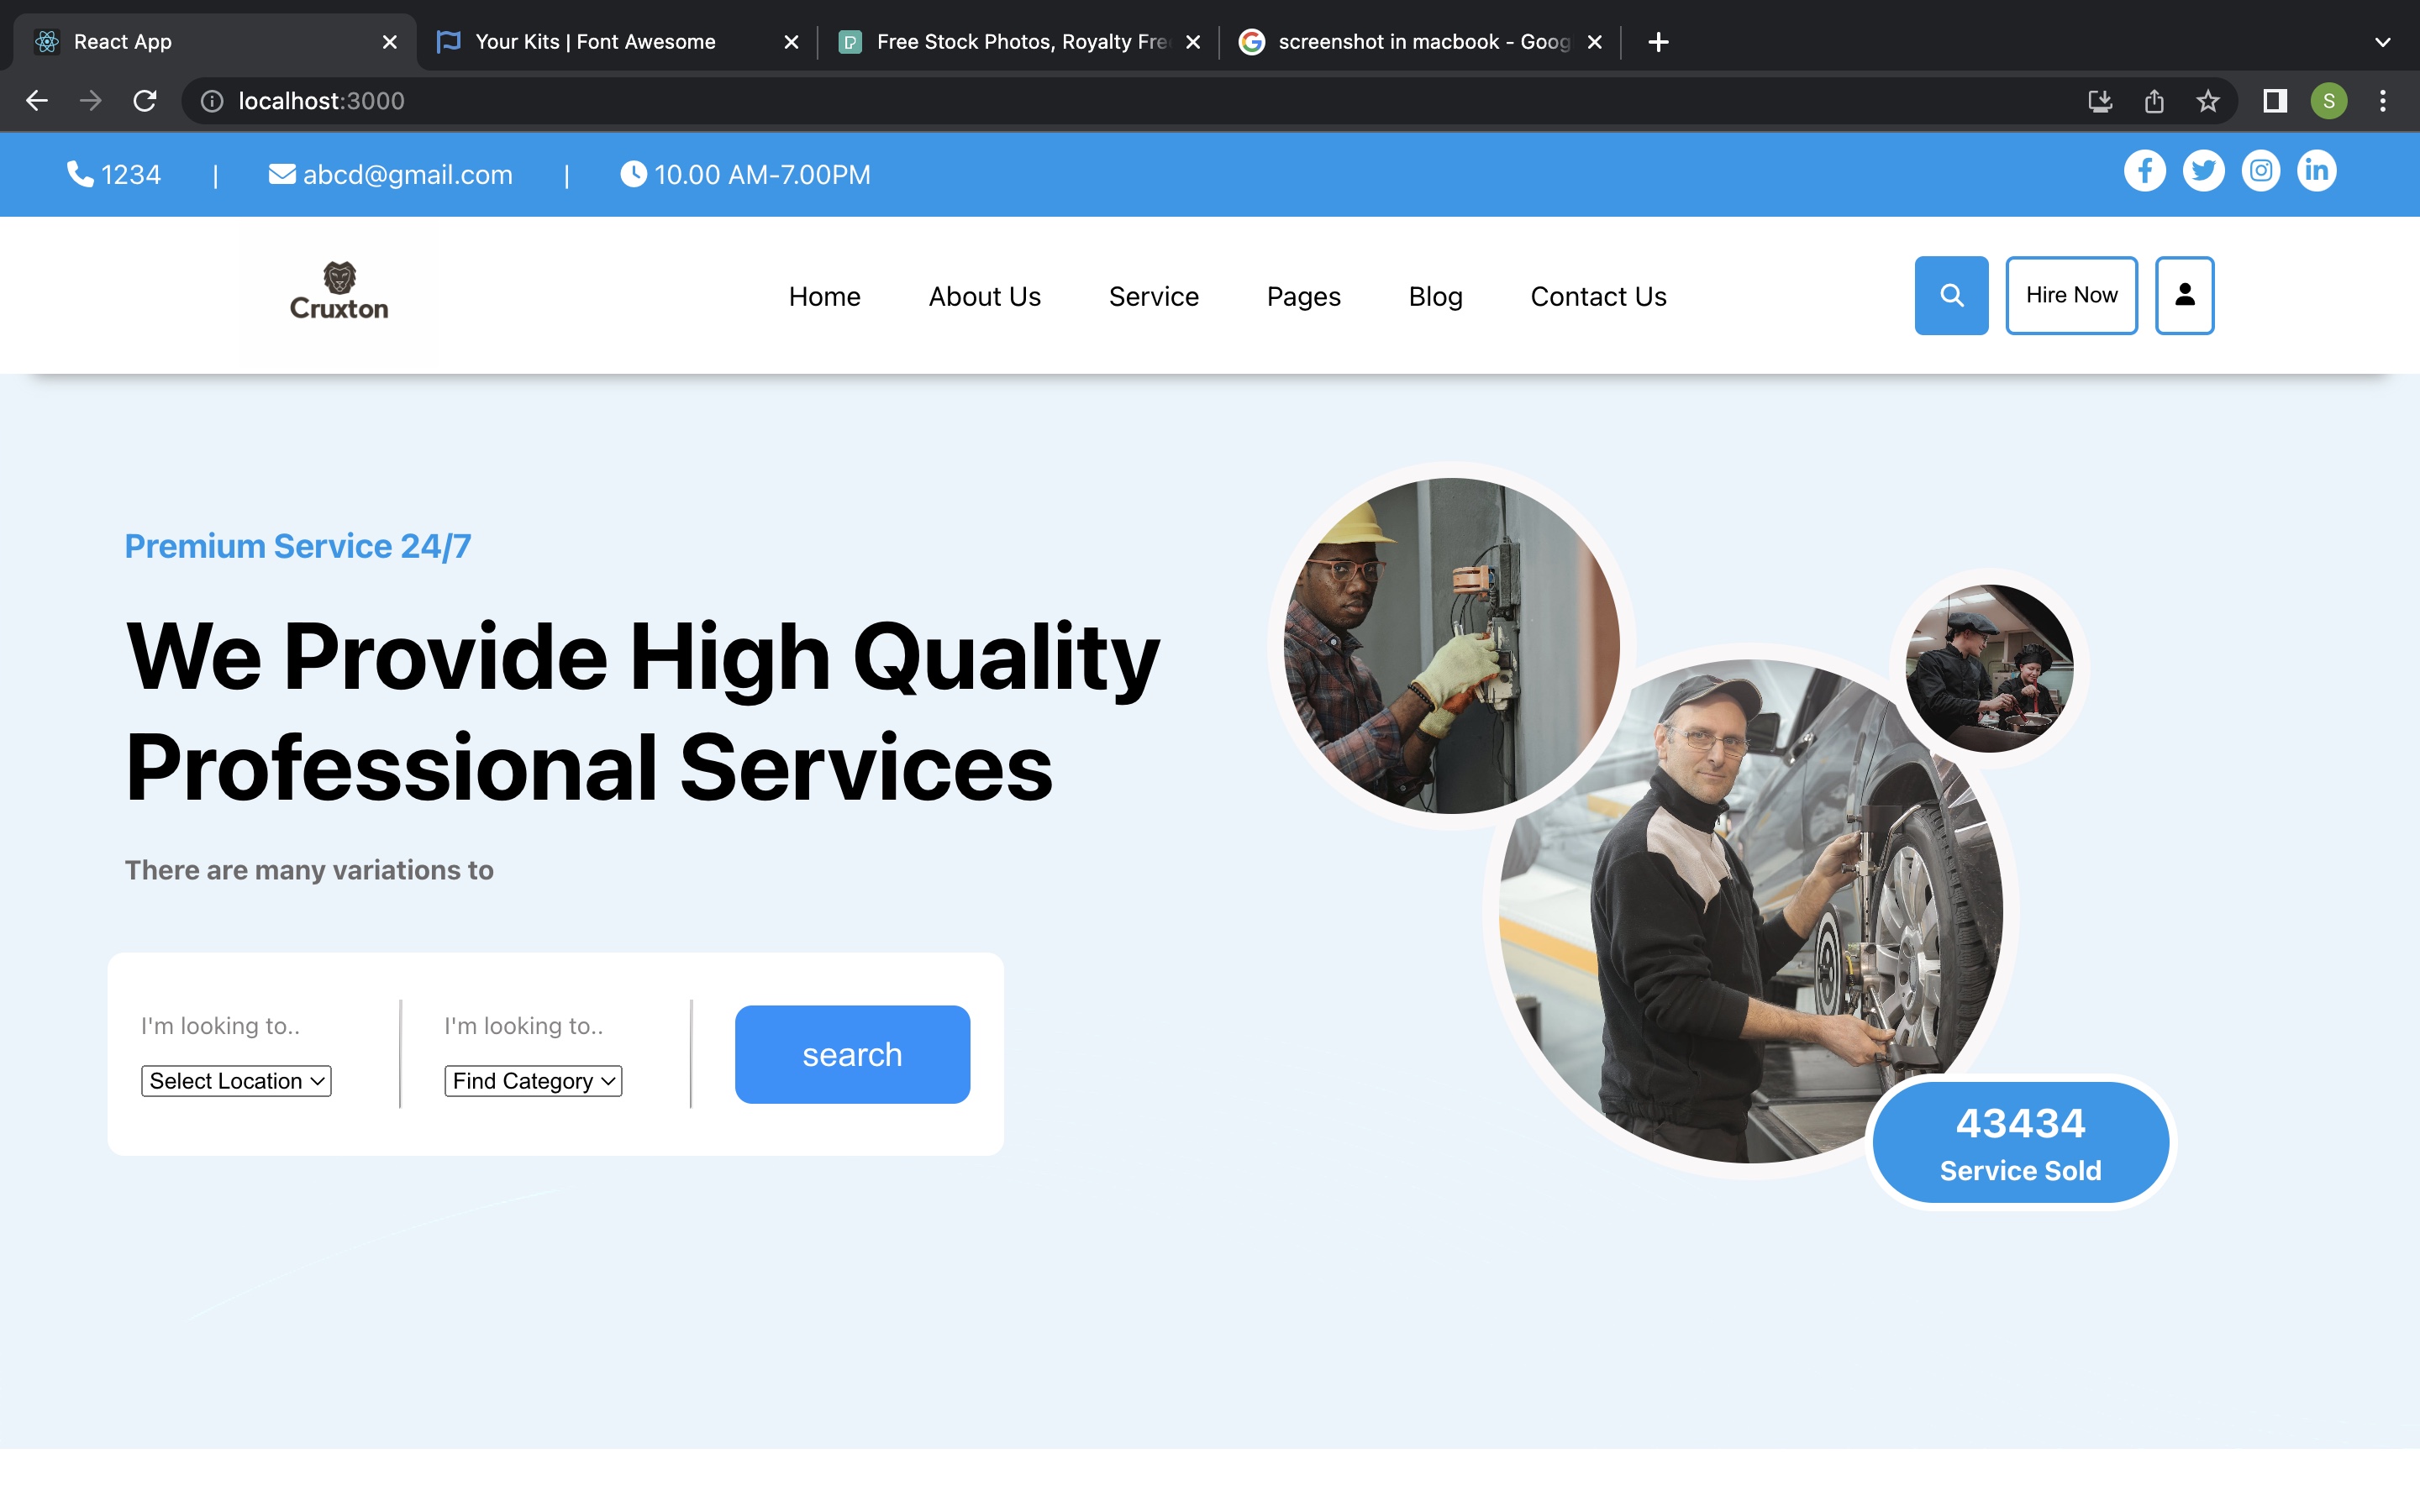 React App
Your Kits | Font Awesome
Free Stock Photos, Royalty Fre
screenshot in macbook - Goog
localhost:3000
S
1234 | abcd@gmail.com | 10.00 AM-7.00PM
Cruxton
Home About Us Service Pages Blog Contact Us
Hire Now
Premium Service 24/7
We Provide High Quality
Professional Services
There are many variations to
I'm looking to..
Select Location
I'm looking to..
Find Category
search
43434
Service Sold